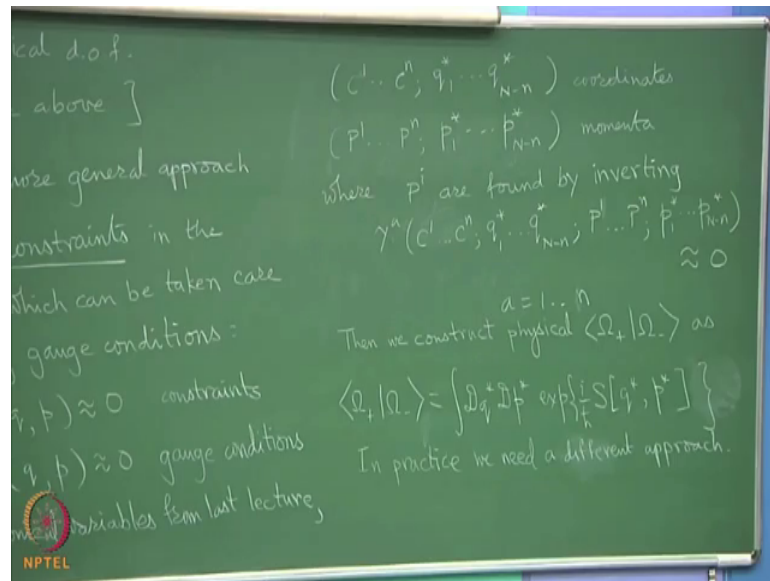 ical d.o.f.
above ]
more general approach
constraints in the
which can be taken care
gauge conditions:
, p) ≈ 0 constraints
(q, p) ≈ 0 gauge conditions
variables from last lecture,
(c¹ ·· cⁿ; q₁* ··· q*_{N-n}) coordinates
(p¹ ·· pⁿ; p₁* ··· p*_{N-n}) momenta
where pⁱ are found by inverting
γᵃ(c¹ ··· cⁿ; q₁* ··· q*_{N-n}; p¹ ··· pⁿ; p₁* ··· p*_{N-n})
≈ 0
a = 1 ·· n
Then we construct physical ⟨Ω₊|Ω₋⟩ as
⟨Ω₊|Ω₋⟩ = ∫𝒟q* 𝒟p* exp{i/ħ S[q*, p*]}
In practice we need a different approach.
NPTEL